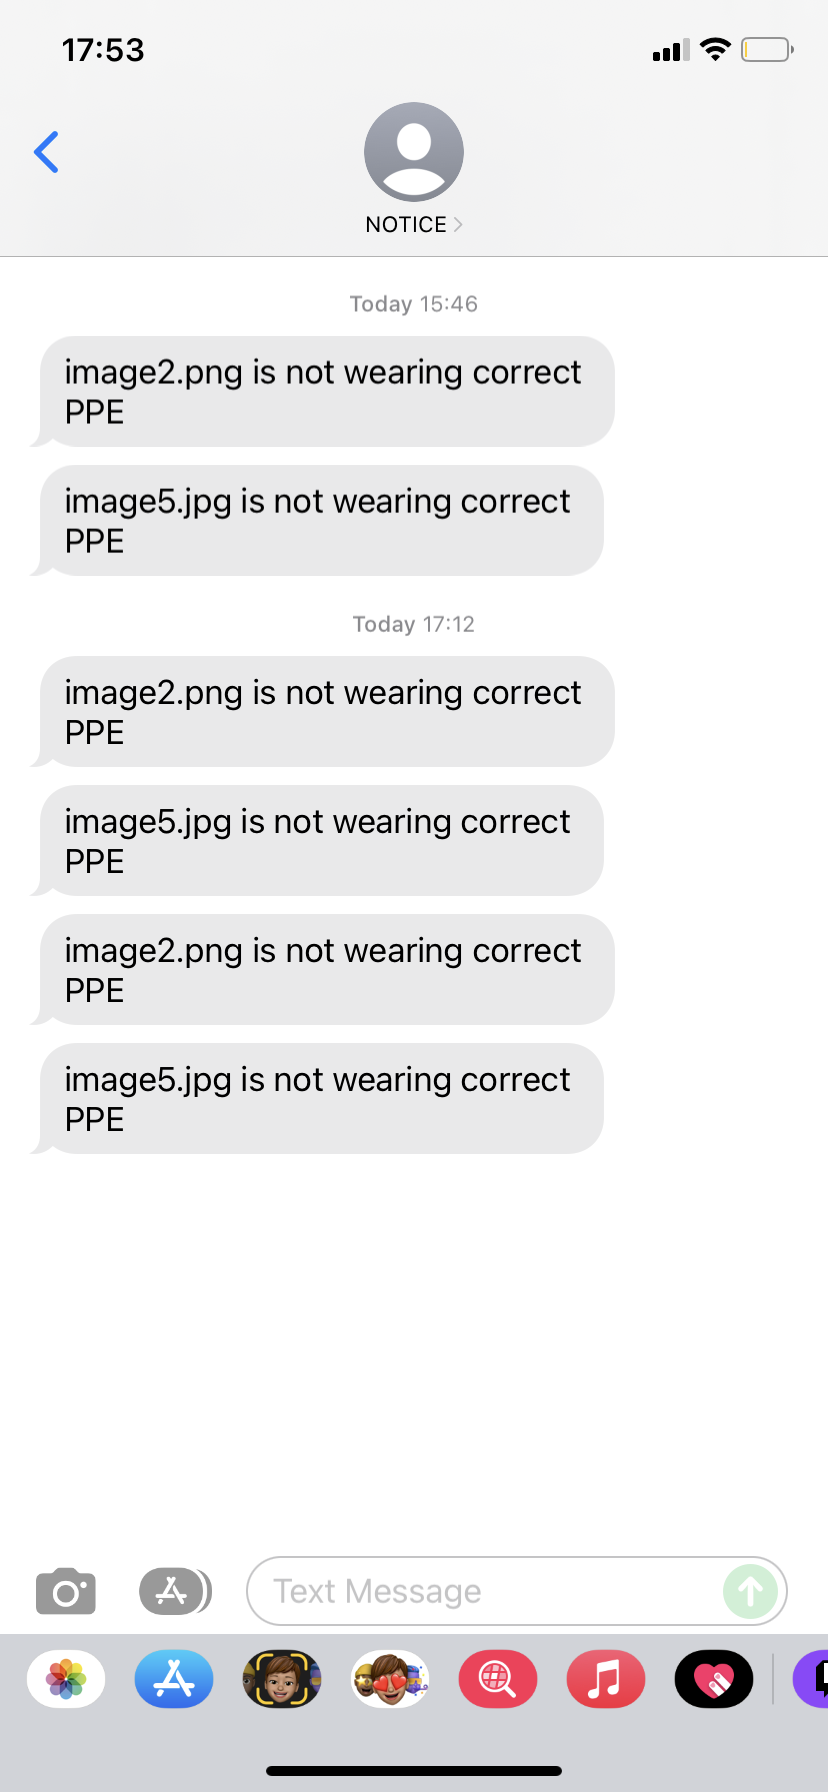 17:53
NOTICE
Today 15:46
image2.png is not wearing correct
PPE
image5.jpg is not wearing correct
PPE
Today 17:12
image2.png is not wearing correct
PPE
image5.jpg is not wearing correct
PPE
image2.png is not wearing correct
PPE
image5.jpg is not wearing correct
PPE
Text Message